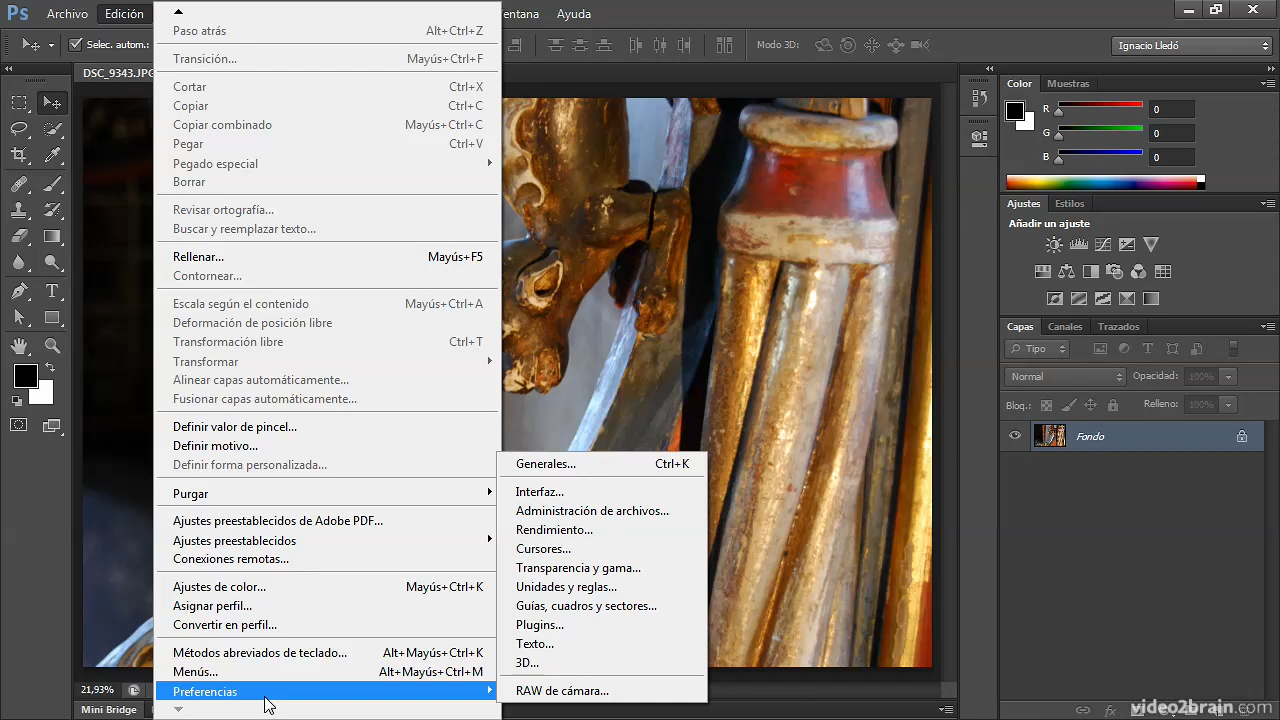 Ps Archivo Edición Ventana Ayuda
Selec. autom.: Modo 3D: Ignacio Lledó
DSC_9343.JPG
Paso atrás Alt+Ctrl+Z
Transición... Mayús+Ctrl+F
Cortar Ctrl+X
Copiar Ctrl+C
Copiar combinado Mayús+Ctrl+C
Pegar Ctrl+V
Pegado especial
Borrar
Revisar ortografía...
Buscar y reemplazar texto...
Rellenar... Mayús+F5
Contornear...
Escala según el contenido Mayús+Ctrl+A
Deformación de posición libre
Transformación libre Ctrl+T
Transformar
Alinear capas automáticamente...
Fusionar capas automáticamente...
Definir valor de pincel...
Definir motivo...
Definir forma personalizada...
Purgar
Ajustes preestablecidos de Adobe PDF...
Ajustes preestablecidos
Conexiones remotas...
Ajustes de color... Mayús+Ctrl+K
Asignar perfil...
Convertir en perfil...
Métodos abreviados de teclado... Alt+Mayús+Ctrl+K
Menús... Alt+Mayús+Ctrl+M
Preferencias
Generales... Ctrl+K
Interfaz...
Administración de archivos...
Rendimiento...
Cursores...
Transparencia y gama...
Unidades y reglas...
Guías, cuadros y sectores...
Plugins...
Texto...
3D...
RAW de cámara...
Color Muestras
R 0
G 0
B 0
Ajustes Estilos
Añadir un ajuste
Capas Canales Trazados
Tipo
Normal Opacidad: 100%
Bloq.: Relleno: 100%
Fondo
21,93%
Mini Bridge
video2brain.com